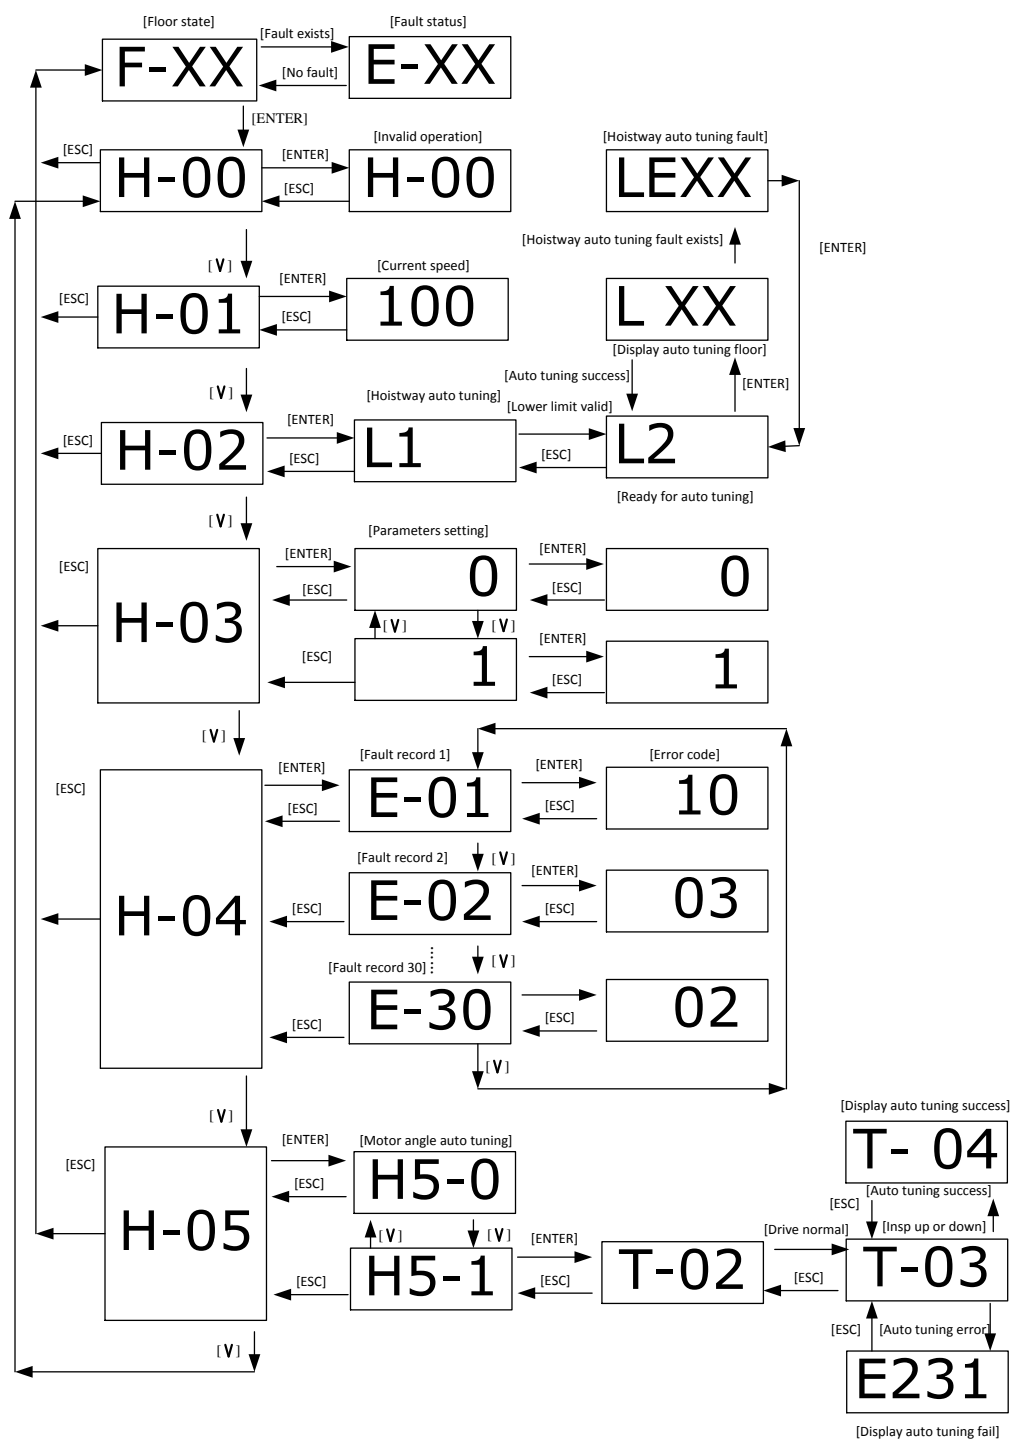 [Floor state]
[Fault status]
F-XX
[Fault exists]
[No fault]
E-XX
[ENTER]
[Invalid operation]
[Hoistway auto tuning fault]
[ESC]
H-00
[ENTER]
[ESC]
H-00
LEXX
[ENTER]
[Hoistway auto tuning fault exists]
[V]
[Current speed]
[ESC]
H-01
[ENTER]
[ESC]
100
L XX
[Display auto tuning floor]
[Auto tuning success]
[ENTER]
[V]
[Hoistway auto tuning]
[Lower limit valid]
[ESC]
H-02
[ENTER]
[ESC]
L1
[ESC]
L2
[Ready for auto tuning]
[V]
[Parameters setting]
[ESC]
H-03
[ENTER]
[ESC]
0
[ENTER]
[ESC]
0
[V]
[V]
[ESC]
1
[ENTER]
[ESC]
1
[V]
[Fault record 1]
[Error code]
[ESC]
H-04
[ENTER]
[ESC]
E-01
[ENTER]
[ESC]
10
[V]
[Fault record 2]
[ESC]
E-02
[ENTER]
[ESC]
03
[V]
[Fault record 30]
[ESC]
E-30
[ESC]
02
[V]
[V]
[Display auto tuning success]
T- 04
[Motor angle auto tuning]
[ESC]
H-05
[ENTER]
[ESC]
H5-0
[Auto tuning success]
[ESC]
[Insp up or down]
[V]
[V]
[ESC]
H5-1
[ENTER]
[ESC]
T-02
[Drive normal]
[ESC]
T-03
[ESC]
[Auto tuning error]
[V]
E231
[Display auto tuning fail]